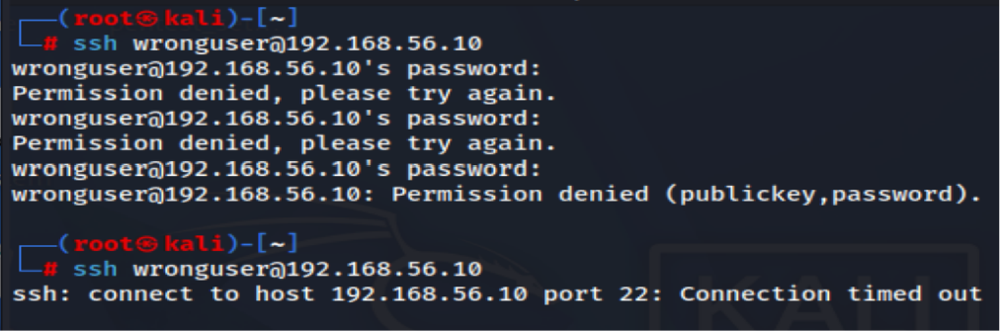 ┌──(root㉿kali)-[~]
└─# ssh wronguser@192.168.56.10
wronguser@192.168.56.10's password:
Permission denied, please try again.
wronguser@192.168.56.10's password:
Permission denied, please try again.
wronguser@192.168.56.10's password:
wronguser@192.168.56.10: Permission denied (publickey,password).
┌──(root㉿kali)-[~]
└─# ssh wronguser@192.168.56.10
ssh: connect to host 192.168.56.10 port 22: Connection timed out
KALI